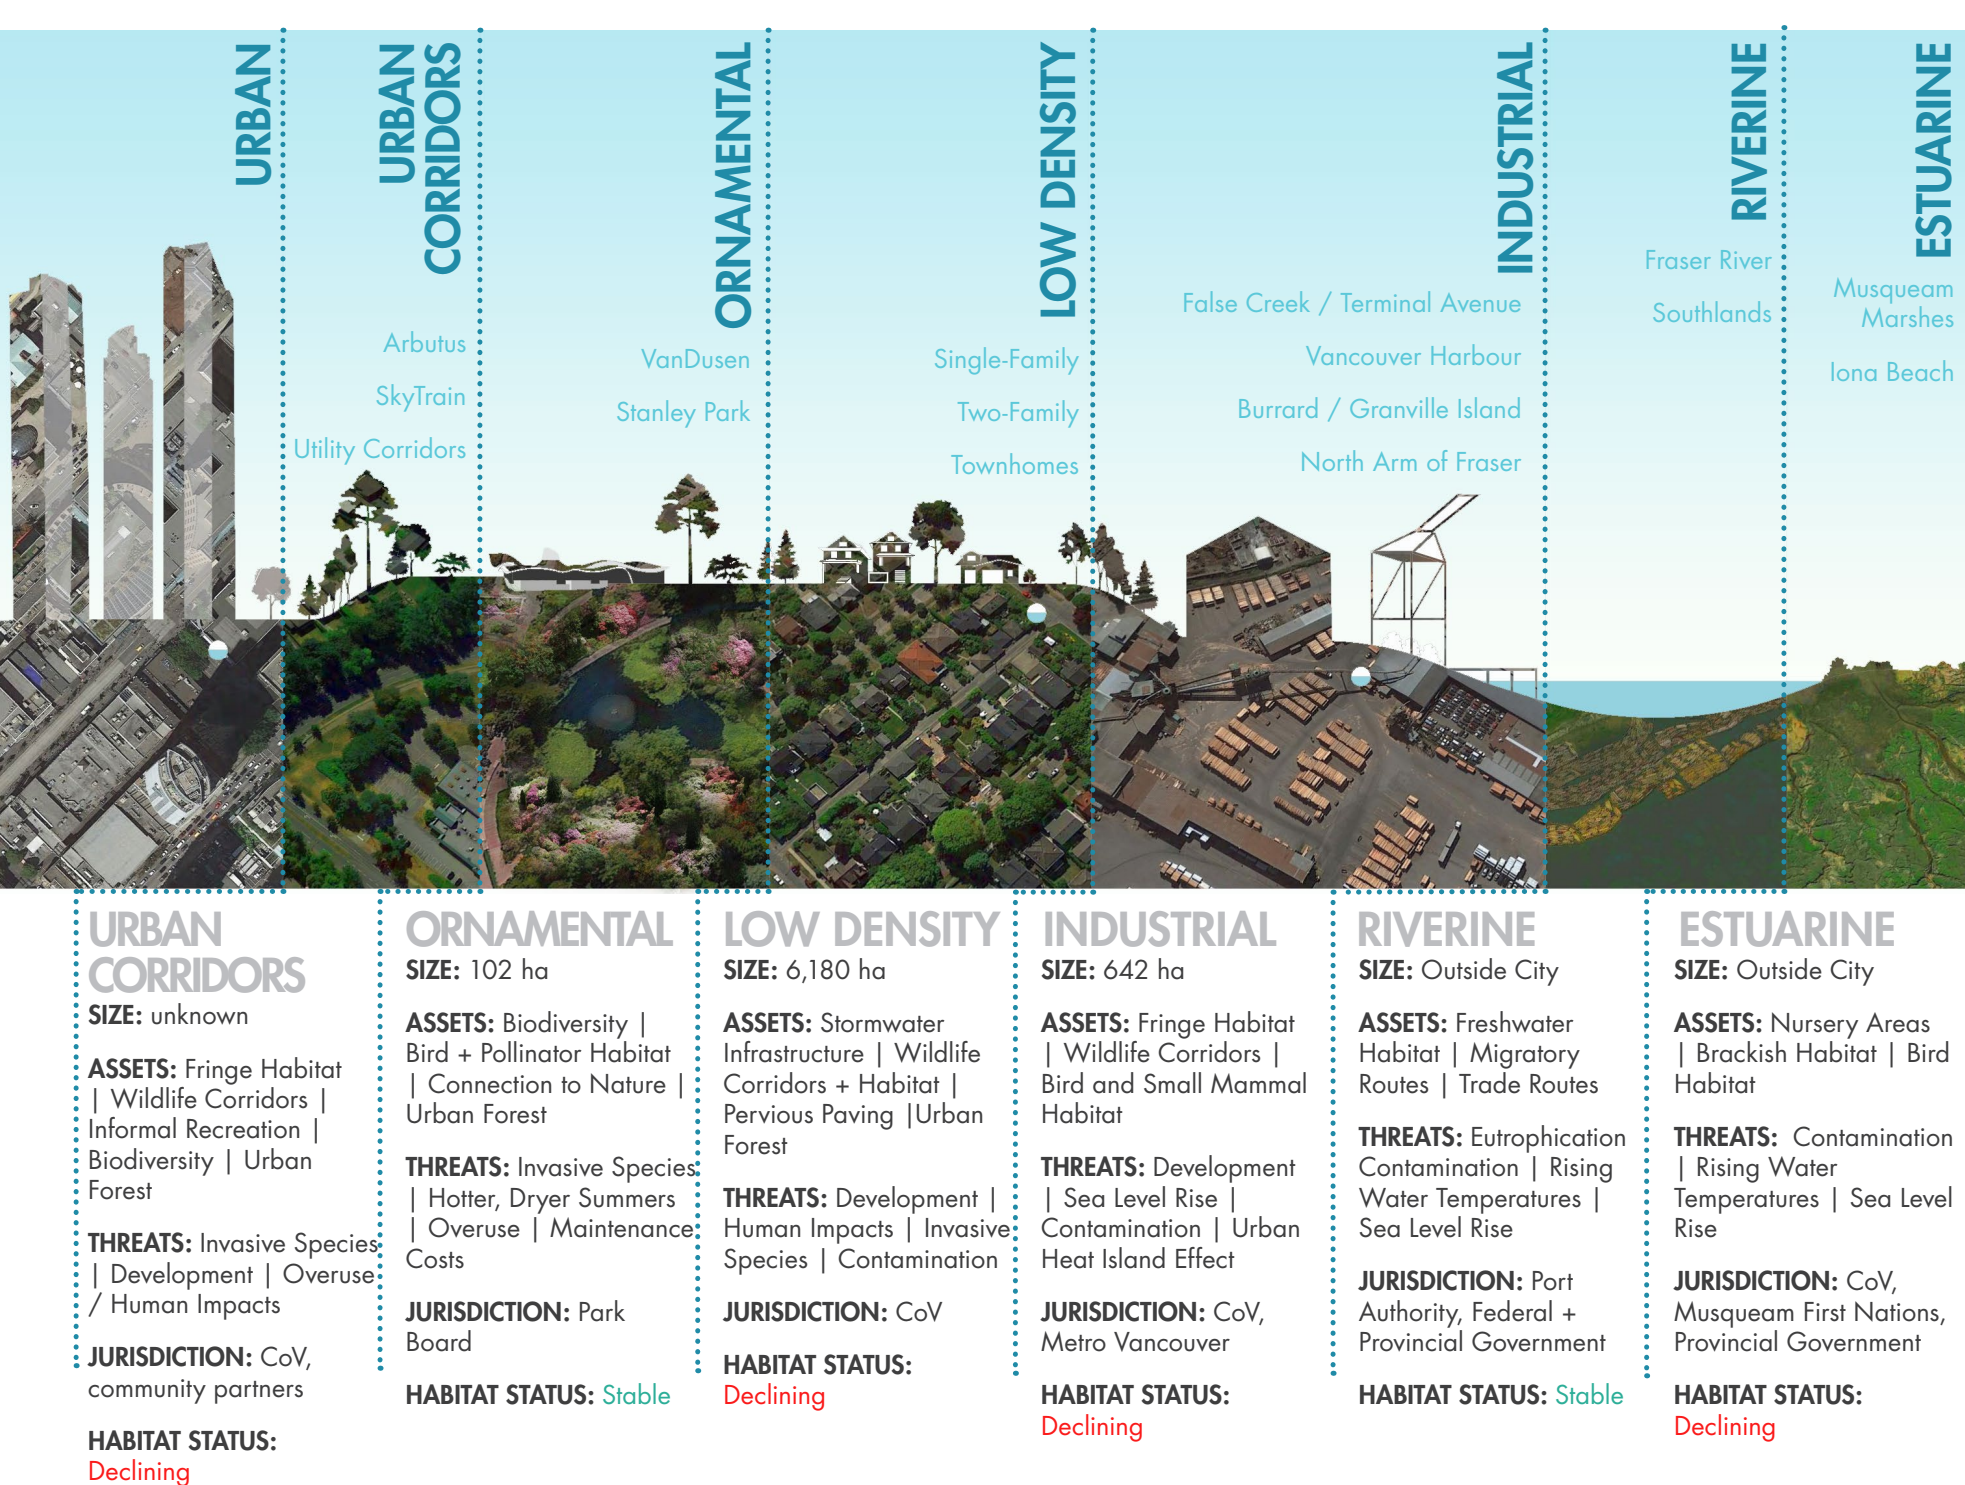 URBAN
URBAN
CORRIDORS
Arbutus
SkyTrain
Utility Corridors
ORNAMENTAL
VanDusen
Stanley Park
LOW DENSITY
Single-Family
Two-Family
Townhomes
INDUSTRIAL
False Creek / Terminal Avenue
Vancouver Harbour
Burrard / Granville Island
North Arm of Fraser
RIVERINE
Fraser River
Southlands
ESTUARINE
Musqueam
Marshes
Iona Beach
URBAN
CORRIDORS
SIZE: unknown
ASSETS: Fringe Habitat
| Wildlife Corridors |
Informal Recreation |
Biodiversity | Urban
Forest
THREATS: Invasive Species
| Development | Overuse
/ Human Impacts
JURISDICTION: CoV,
community partners
HABITAT STATUS:
Declining
ORNAMENTAL
SIZE: 102 ha
ASSETS: Biodiversity |
Bird + Pollinator Habitat
| Connection to Nature |
Urban Forest
THREATS: Invasive Species
| Hotter, Dryer Summers
| Overuse | Maintenance
Costs
JURISDICTION: Park
Board
HABITAT STATUS: Stable
LOW DENSITY
SIZE: 6,180 ha
ASSETS: Stormwater
Infrastructure | Wildlife
Corridors + Habitat |
Pervious Paving |Urban
Forest
THREATS: Development |
Human Impacts | Invasive
Species | Contamination
JURISDICTION: CoV
HABITAT STATUS:
Declining
INDUSTRIAL
SIZE: 642 ha
ASSETS: Fringe Habitat
| Wildlife Corridors |
Bird and Small Mammal
Habitat
THREATS: Development
| Sea Level Rise |
Contamination | Urban
Heat Island Effect
JURISDICTION: CoV,
Metro Vancouver
HABITAT STATUS:
Declining
RIVERINE
SIZE: Outside City
ASSETS: Freshwater
Habitat | Migratory
Routes | Trade Routes
THREATS: Eutrophication
Contamination | Rising
Water Temperatures |
Sea Level Rise
JURISDICTION: Port
Authority, Federal +
Provincial Government
HABITAT STATUS: Stable
ESTUARINE
SIZE: Outside City
ASSETS: Nursery Areas
| Brackish Habitat | Bird
Habitat
THREATS: Contamination
| Rising Water
Temperatures | Sea Level
Rise
JURISDICTION: CoV,
Musqueam First Nations,
Provincial Government
HABITAT STATUS:
Declining